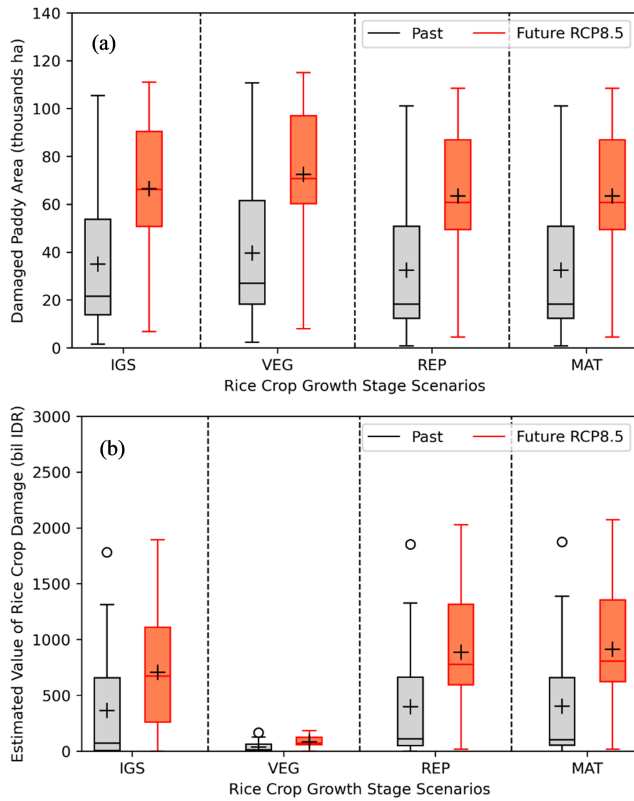 (a)
Past
Future RCP8.5
Damaged Paddy Area (thousands ha)
140
120
100
80
60
40
20
0
IGS
VEG
REP
MAT
Rice Crop Growth Stage Scenarios
(b)
Past
Future RCP8.5
Estimated Value of Rice Crop Damage (bil IDR)
3000
2500
2000
1500
1000
500
0
IGS
VEG
REP
MAT
Rice Crop Growth Stage Scenarios